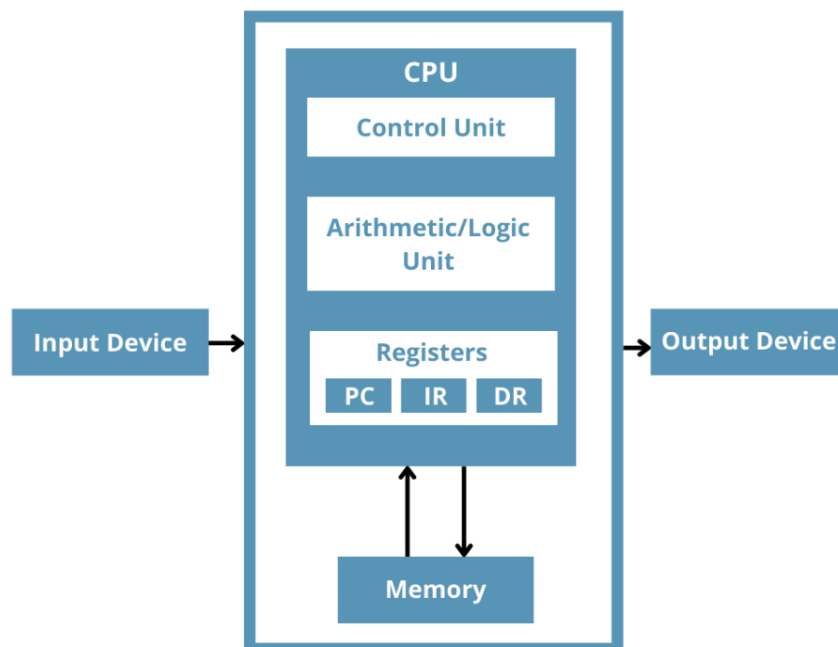 CPU
Control Unit
Arithmetic/Logic
Unit
Input Device
Output Device
Registers
PC IR DR
Memory